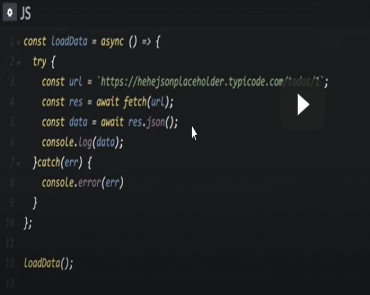 JS
1 const loadData = async () => {
2 try {
3 const url = `https://hehejsonplaceholder.typicode.com/todos/1`;
4 const res = await fetch(url);
5 const data = await res.json();
6 console.log(data);
7 }catch(err) {
8 console.error(err)
9 }
10 };
11
12 loadData();
13